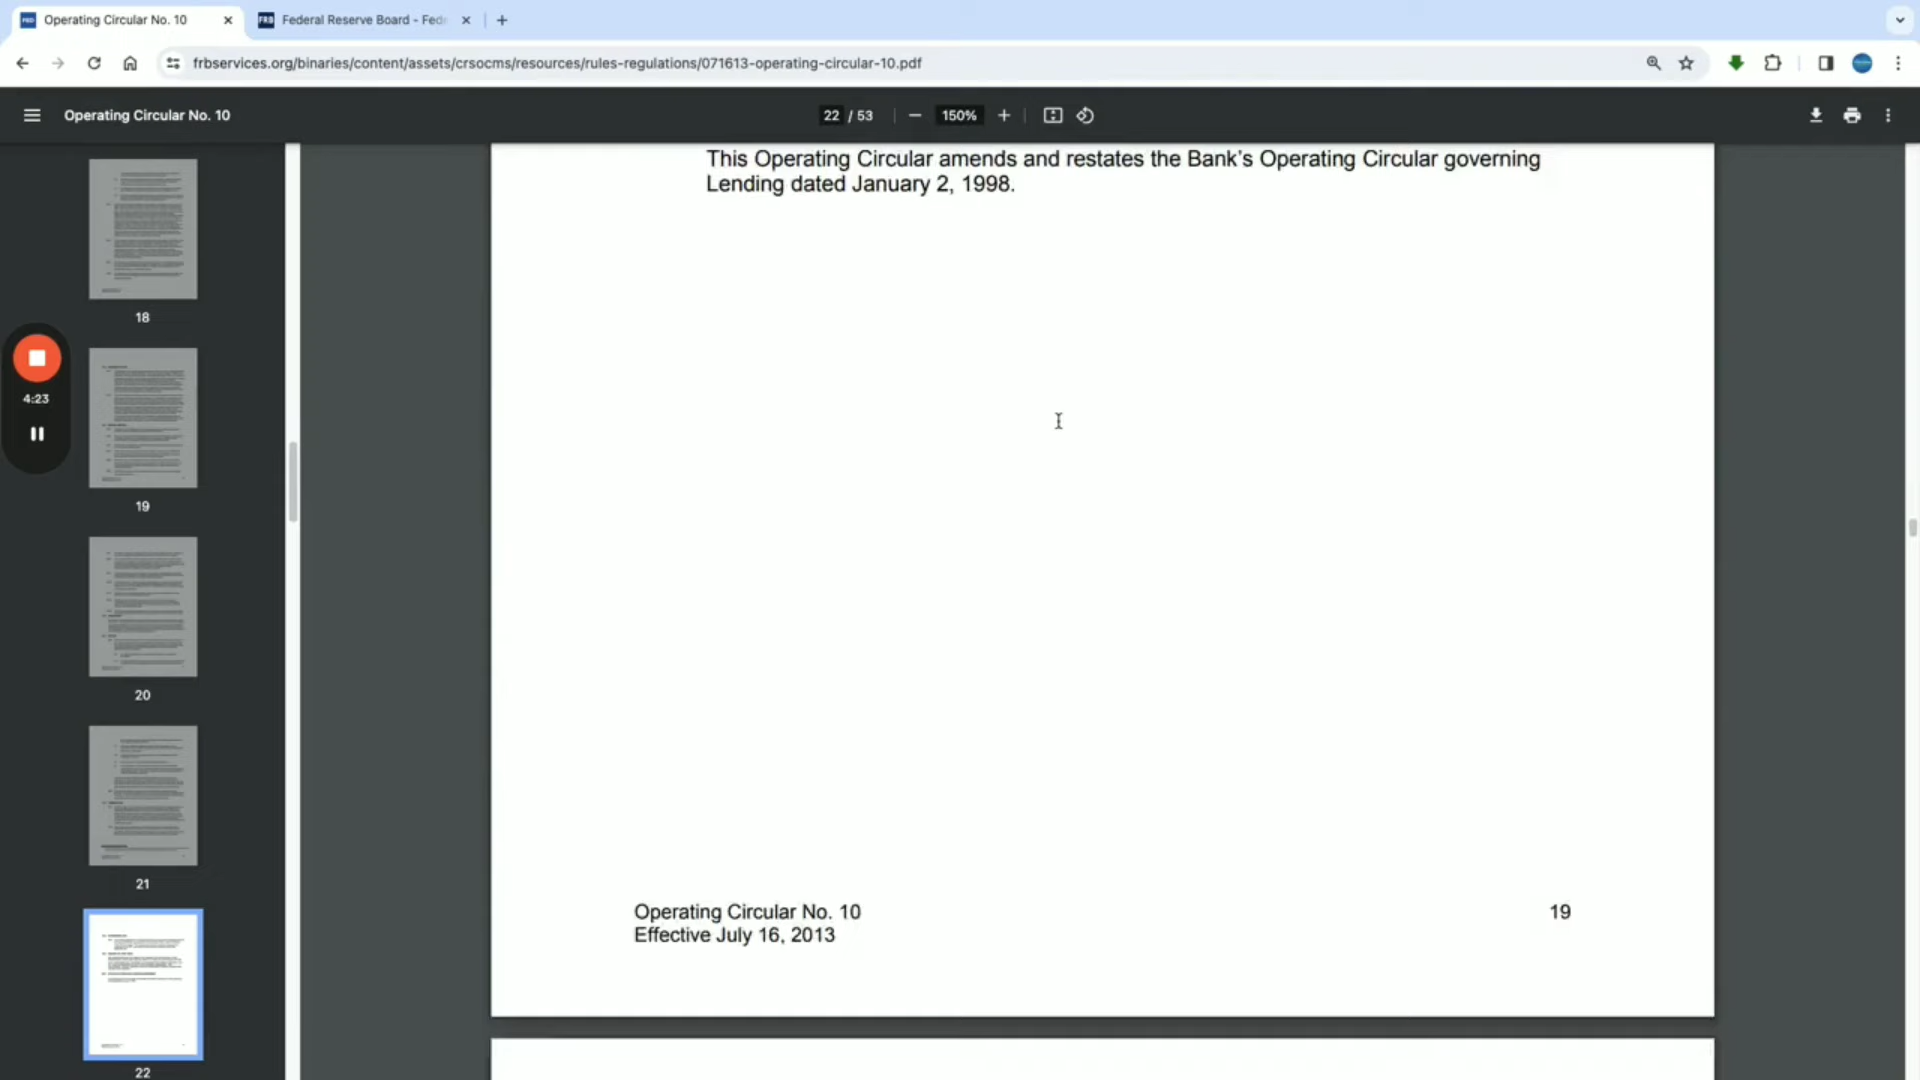 Operating Circular No. 10
Federal Reserve Board - Fede
frbservices.org/binaries/content/assets/crsocms/resources/rules-regulations/071613-operating-circular-10.pdf
Operating Circular No. 10
22 / 53
150%
This Operating Circular amends and restates the Bank's Operating Circular governing
Lending dated January 2, 1998.
18
4:23
19
20
21
22
Operating Circular No. 10
19
Effective July 16, 2013